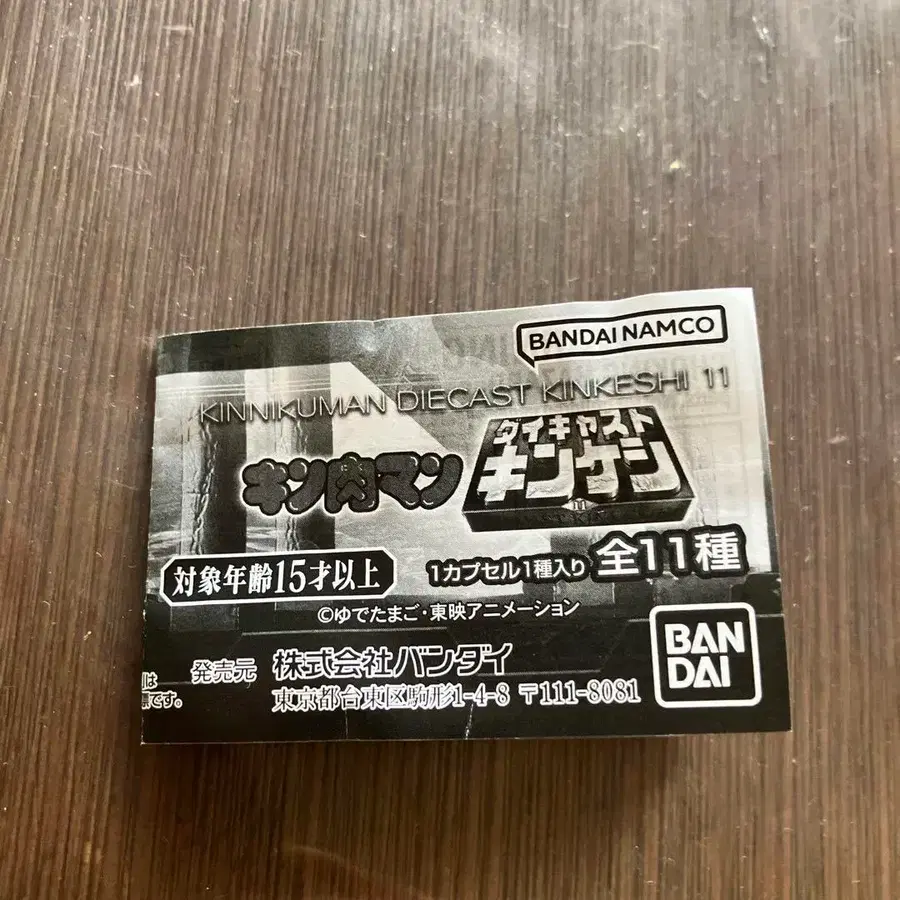 BANDAI NAMCO
KINNIKUMAN DIECAST KINKESHI 11
キン肉マン
ダイキャスト
キンケシ
11
対象年齢15才以上
1カプセル1種入り 全11種
©ゆでたまご・東映アニメーション
発売元 株式会社バンダイ
東京都台東区駒形1-4-8 〒111-8081
BAN
DAI
は
です。